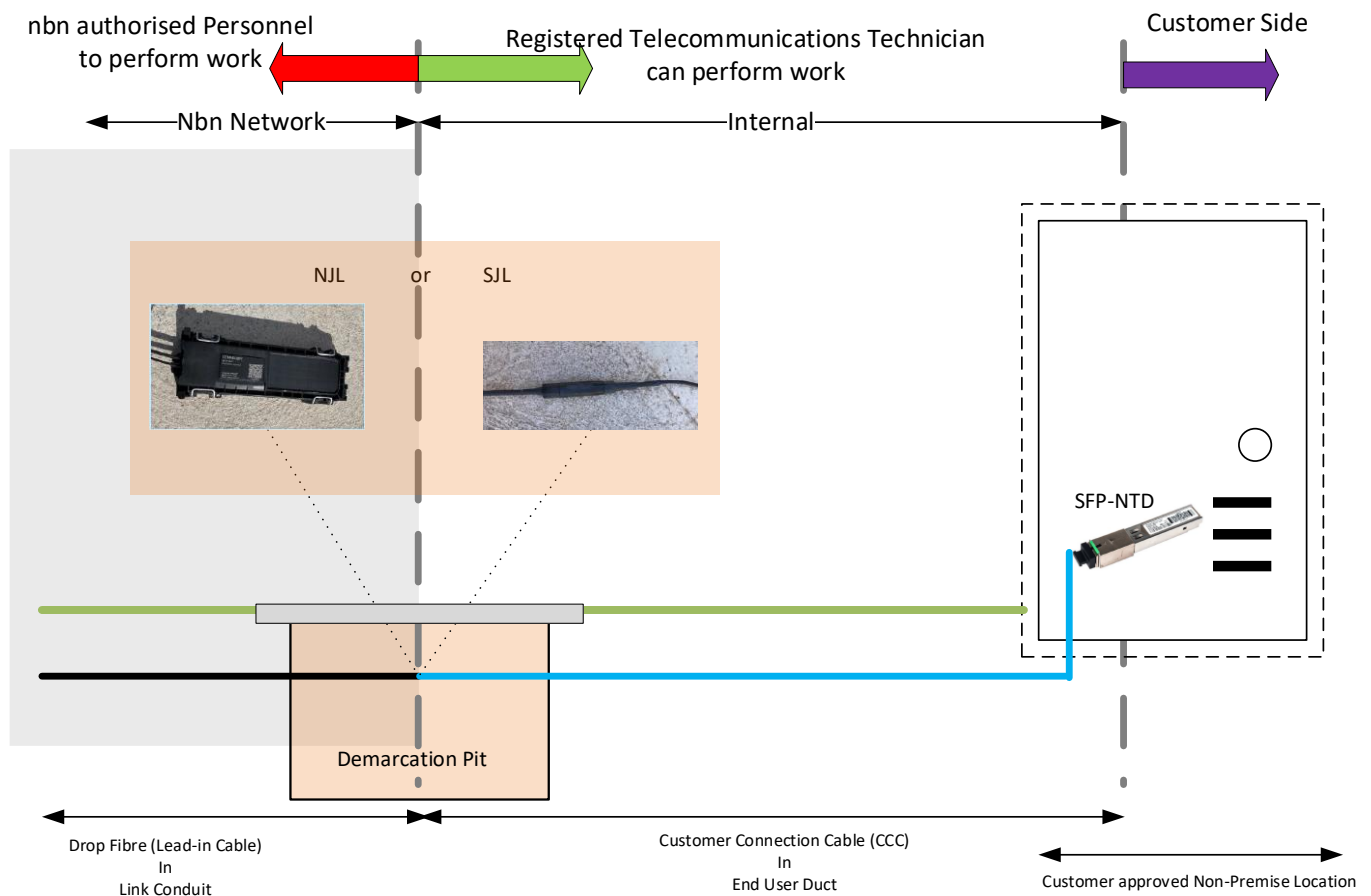 nbn authorised Personnel
to perform work
Registered Telecommunications Technician
can perform work
Customer Side
Nbn Network
Internal
NJL or SJL
SFP-NTD
Demarcation Pit
Drop Fibre (Lead-in Cable)
In
Link Conduit
Customer Connection Cable (CCC)
In
End User Duct
Customer approved Non-Premise Location